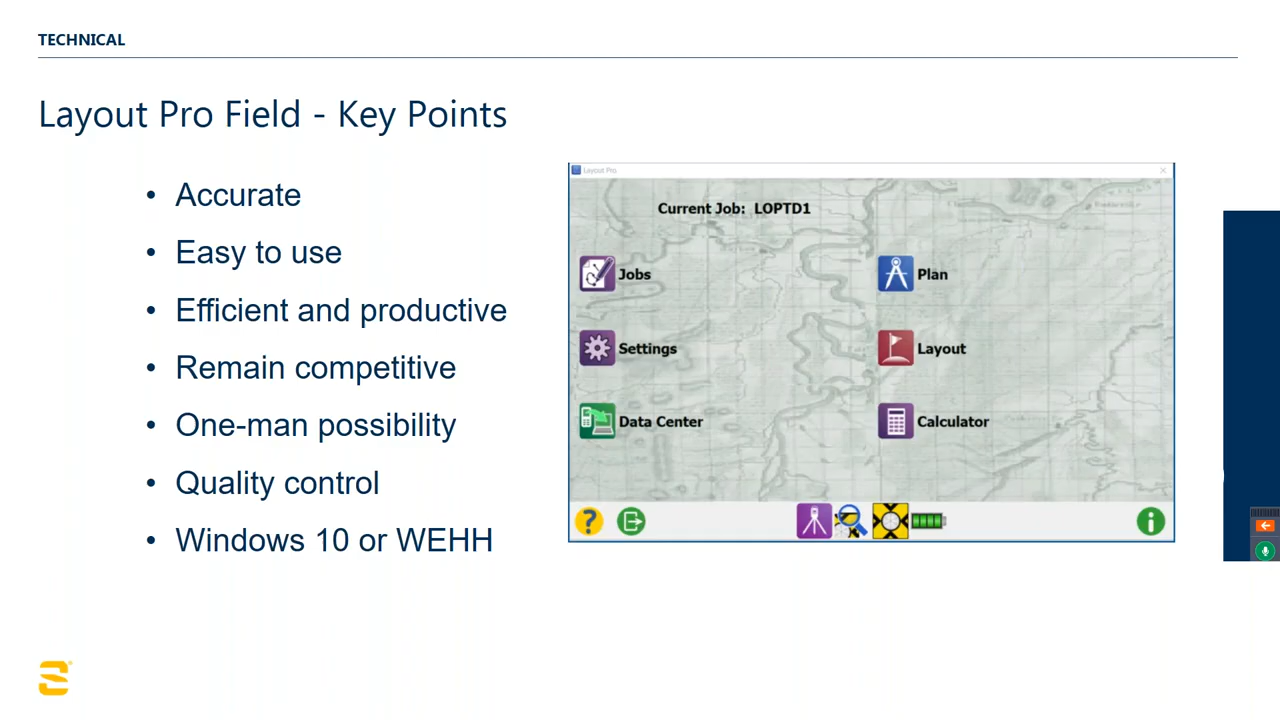 TECHNICAL
Layout Pro Field - Key Points
• Accurate
• Easy to use
• Efficient and productive
• Remain competitive
• One-man possibility
• Quality control
• Windows 10 or WEHH
Layout Pro
Current Job: LOPTD1
Jobs
Plan
Settings
Layout
Data Center
Calculator